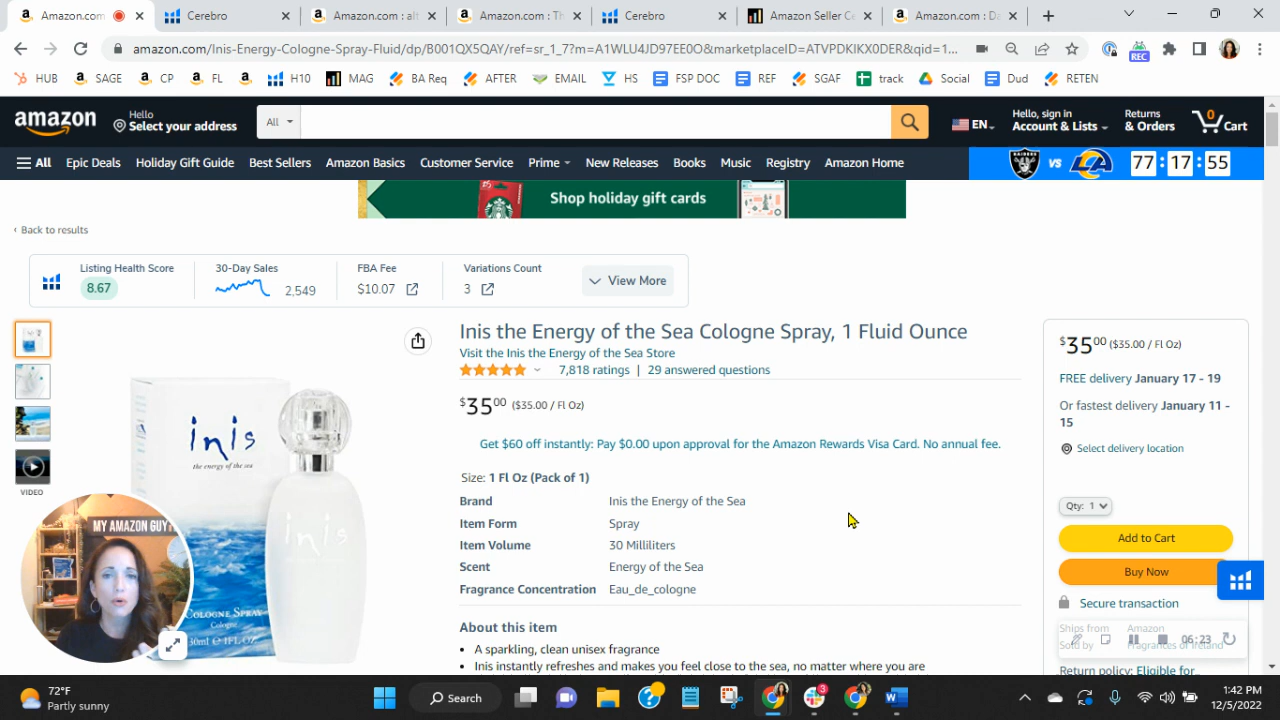 Amazon.com
Cerebro
Amazon.com : alt
Amazon.com : Th
Cerebro
Amazon Seller Ce
Amazon.com : Da
amazon.com/Inis-Energy-Cologne-Spray-Fluid/dp/B001QX5QAY/ref=sr_1_7?m=A1WLU4JD97EE0O&marketplaceID=ATVPDKIKX0DER&qid=1...
REC
HUB
SAGE
CP
FL
H10
MAG
BA Req
AFTER
EMAIL
HS
FSP DOC
REF
SGAF
track
Social
Dud
RETEN
amazon
Hello
Select your address
All
EN
Hello, sign in
Account & Lists
Returns
& Orders
0
Cart
All
Epic Deals
Holiday Gift Guide
Best Sellers
Amazon Basics
Customer Service
Prime
New Releases
Books
Music
Registry
Amazon Home
VS
77:17:55
Shop holiday gift cards
‹ Back to results
Listing Health Score
8.67
30-Day Sales
2,549
FBA Fee
$10.07
Variations Count
3
View More
Inis the Energy of the Sea Cologne Spray, 1 Fluid Ounce
Visit the Inis the Energy of the Sea Store
7,818 ratings | 29 answered questions
$35.00 ($35.00 / Fl Oz)
Get $60 off instantly: Pay $0.00 upon approval for the Amazon Rewards Visa Card. No annual fee.
Size: 1 Fl Oz (Pack of 1)
Brand Inis the Energy of the Sea
Item Form Spray
Item Volume 30 Milliliters
Scent Energy of the Sea
Fragrance Concentration Eau_de_cologne
About this item
• A sparkling, clean unisex fragrance
• Inis instantly refreshes and makes you feel close to the sea, no matter where you are
VIDEO
inis
the energy of the sea
inis
COLOGNE SPRAY
Cologne
30ml e 1FL OZ
MY AMAZON GUY
$35.00 ($35.00 / Fl Oz)
FREE delivery January 17 - 19
Or fastest delivery January 11 -
15
Select delivery location
Qty: 1
Add to Cart
Buy Now
Secure transaction
Ships from Amazon
Sold by Fragrances of Ireland
06:23
Return policy: Eligible for
72°F
Partly sunny
Search
3
1:42 PM
12/5/2022